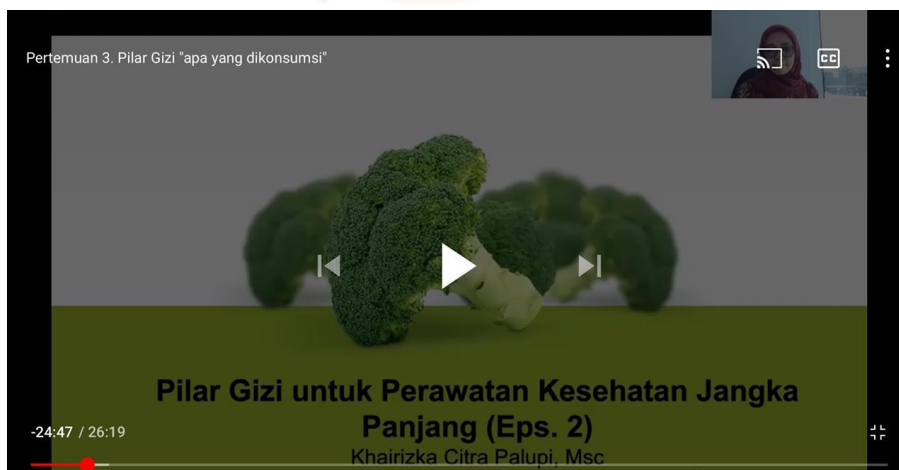 Pertemuan 3. Pilar Gizi "apa yang dikonsumsi"
CC
Pilar Gizi untuk Perawatan Kesehatan Jangka
Panjang (Eps. 2)
Khairizka Citra Palupi, Msc
-24:47 / 26:19